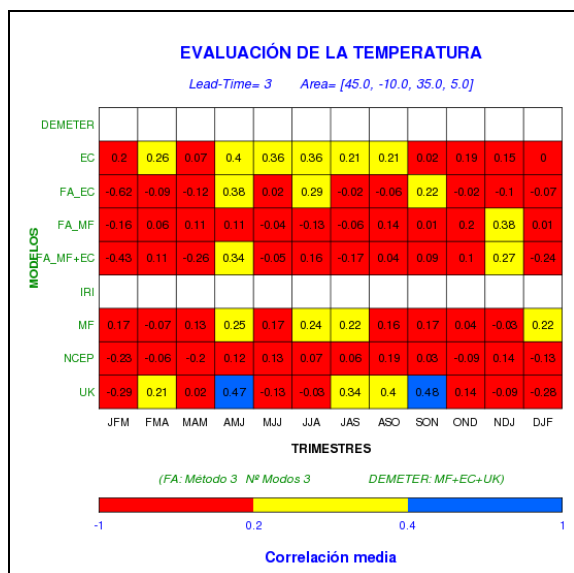 EVALUACIÓN DE LA TEMPERATURA
Lead-Time= 3 Area= [45.0, -10.0, 35.0, 5.0]
MODELOS
DEMETER
EC 0.2 0.26 0.07 0.4 0.36 0.36 0.21 0.21 0.02 0.19 0.15 0
FA_EC -0.62 -0.09 -0.12 0.38 0.02 0.29 -0.02 -0.06 0.22 -0.02 -0.1 -0.07
FA_MF -0.16 0.06 0.11 0.11 -0.04 -0.13 -0.06 0.14 0.01 0.2 0.38 0.01
FA_MF+EC -0.43 0.11 -0.26 0.34 -0.05 0.16 -0.17 0.04 0.09 0.1 0.27 -0.24
IRI
MF 0.17 -0.07 0.13 0.25 0.17 0.24 0.22 0.16 0.17 0.04 -0.03 0.22
NCEP -0.23 -0.06 -0.2 0.12 0.13 0.07 0.06 0.19 0.03 -0.09 0.14 -0.13
UK -0.29 0.21 0.02 0.47 -0.13 -0.03 0.34 0.4 0.48 0.14 -0.09 -0.26
JFM FMA MAM AMJ MJJ JJA JAS ASO SON OND NDJ DJF
TRIMESTRES
(FA: Método 3 Nº Modos 3 DEMETER: MF+EC+UK)
-1 0.2 0.4 1
Correlación media